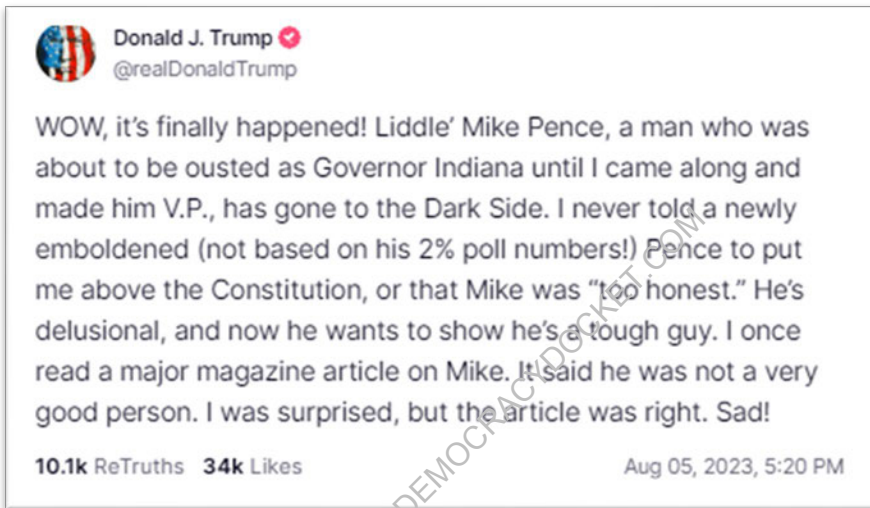 Donald J. Trump
@realDonaldTrump
WOW, it's finally happened! Liddle' Mike Pence, a man who was
about to be ousted as Governor Indiana until I came along and
made him V.P., has gone to the Dark Side. I never told a newly
emboldened (not based on his 2% poll numbers!) Pence to put
me above the Constitution, or that Mike was “too honest.” He's
delusional, and now he wants to show he's a tough guy. I once
read a major magazine article on Mike. It said he was not a very
good person. I was surprised, but the article was right. Sad!
10.1k ReTruths 34k Likes Aug 05, 2023, 5:20 PM
DEMOCRACYDOCKET.COM